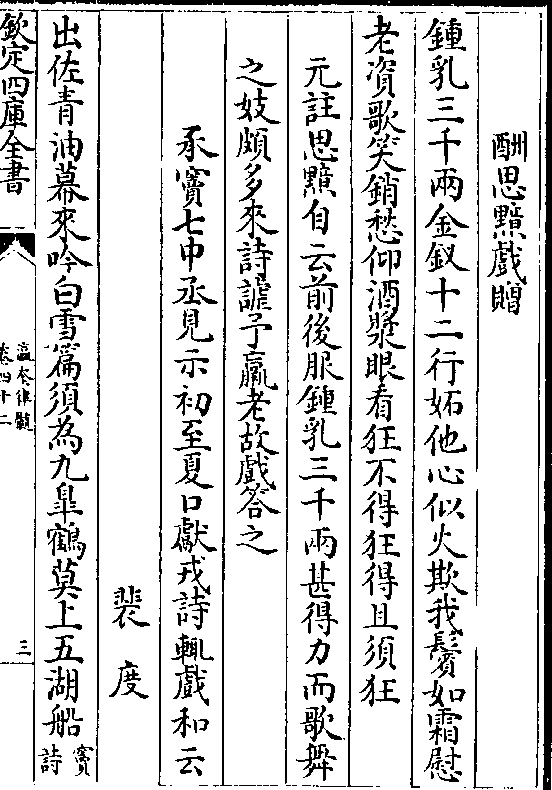 酬思黯戲贈
鍾乳三千兩金釵十二行妬他心似火欺我鬢如霜慰
老資歌笑銷愁仰酒漿眼看狂不得狂得且須狂
元註思黯自云前後服鍾乳三千兩甚得力而歌舞
之妓頗多來詩謔予羸老故戲答之
承竇七中丞見示初至夏口獻戎詩輒戲和云
裴度
出佐青油幕來吟白雪篇須為九臯鶴莫上五湖船竇
詩
欽定四庫全書
瀛奎律髓
卷四十二
三